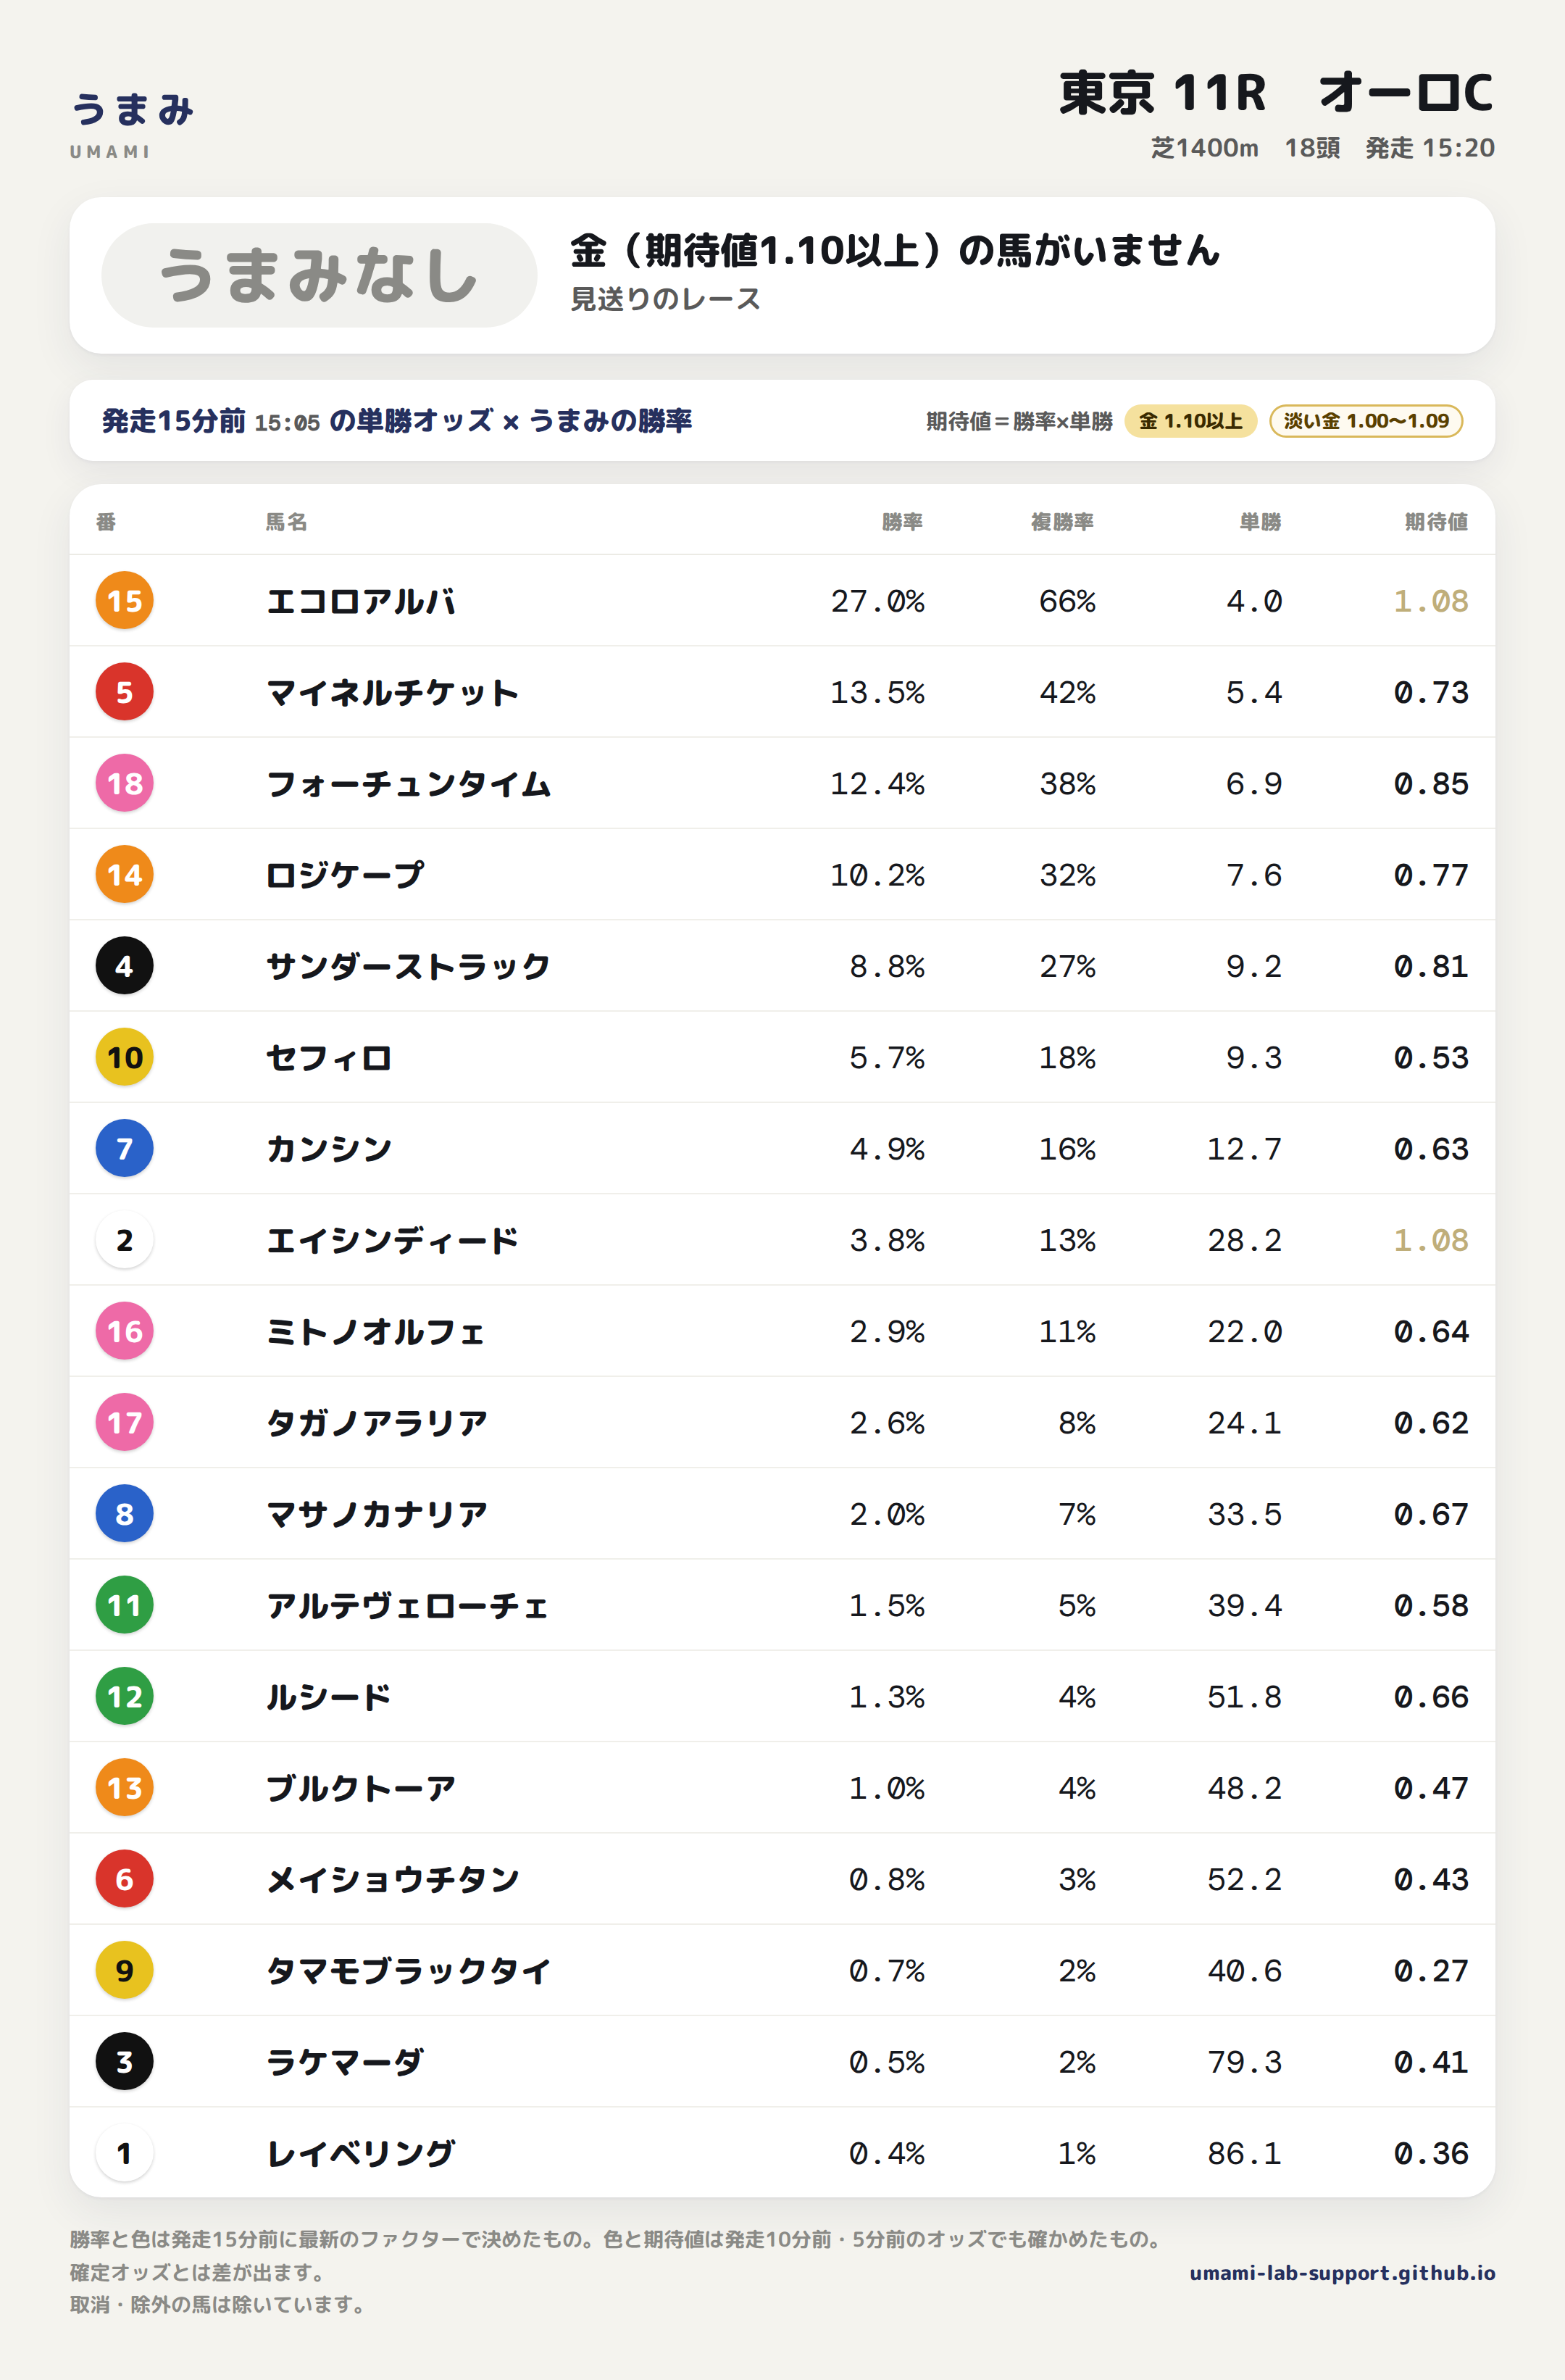 うまみ
UMAMI
東京 11R　オーロC
芝1400m　18頭　発走 15:20
うまみなし
金（期待値1.10以上）の馬がいません
見送りのレース
発走15分前 15:05 の単勝オッズ × うまみの勝率
期待値＝勝率×単勝 金 1.10以上 淡い金 1.00〜1.09
番 馬名 勝率 複勝率 単勝 期待値
15 エコロアルバ 27.0% 66% 4.0 1.08
5 マイネルチケット 13.5% 42% 5.4 0.73
18 フォーチュンタイム 12.4% 38% 6.9 0.85
14 ロジケープ 10.2% 32% 7.6 0.77
4 サンダーストラック 8.8% 27% 9.2 0.81
10 セフィロ 5.7% 18% 9.3 0.53
7 カンシン 4.9% 16% 12.7 0.63
2 エイシンディード 3.8% 13% 28.2 1.08
16 ミトノオルフェ 2.9% 11% 22.0 0.64
17 タガノアラリア 2.6% 8% 24.1 0.62
8 マサノカナリア 2.0% 7% 33.5 0.67
11 アルテヴェローチェ 1.5% 5% 39.4 0.58
12 ルシード 1.3% 4% 51.8 0.66
13 ブルクトーア 1.0% 4% 48.2 0.47
6 メイショウチタン 0.8% 3% 52.2 0.43
9 タマモブラックタイ 0.7% 2% 40.6 0.27
3 ラケマーダ 0.5% 2% 79.3 0.41
1 レイベリング 0.4% 1% 86.1 0.36
勝率と色は発走15分前に最新のファクターで決めたもの。色と期待値は発走10分前・5分前のオッズでも確かめたもの。
確定オッズとは差が出ます。
取消・除外の馬は除いています。
umami-lab-support.github.io